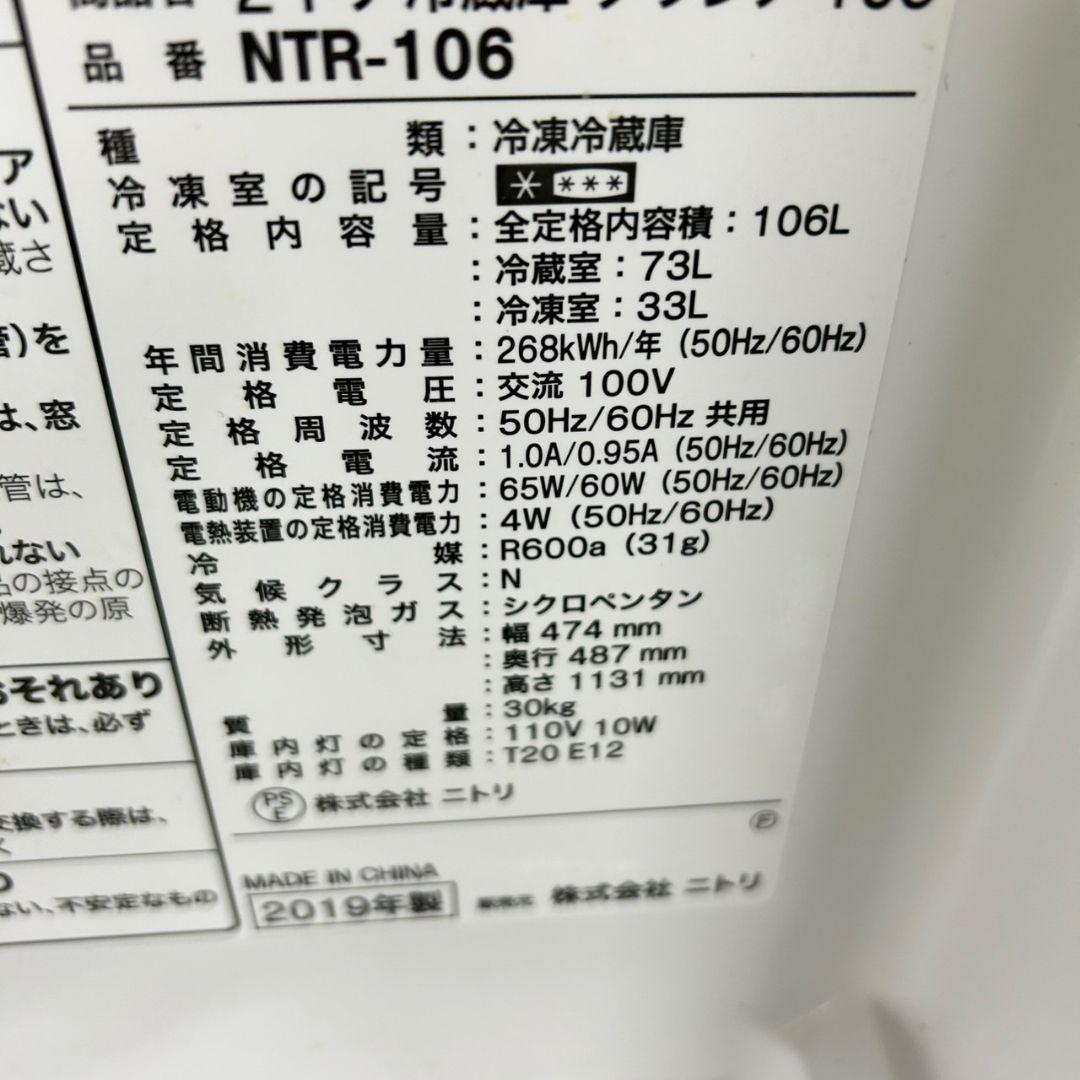 2ドア冷蔵庫 グランデ 106
品番 NTR-106
種類：冷凍冷蔵庫
冷凍室の記号
定格内容量：全定格内容積：106L
：冷蔵室：73L
：冷凍室：33L
年間消費電力量：268kWh/年（50Hz/60Hz）
定格電圧：交流 100V
定格周波数：50Hz/60Hz 共用
定格電流：1.0A/0.95A（50Hz/60Hz）
電動機の定格消費電力：65W/60W（50Hz/60Hz）
電熱装置の定格消費電力：4W（50Hz/60Hz）
冷媒：R600a（31g）
気候クラス：N
断熱発泡ガス：シクロペンタン
外形寸法：幅 474 mm
：奥行 487 mm
：高さ 1131 mm
質量：30kg
庫内灯の定格：110V 10W
庫内灯の種類：T20 E12
PSE 株式会社 ニトリ
F
MADE IN CHINA
2019年製 株式会社 ニトリ
ア
ない
蔵さ
管)を
は、窓
管は、
れない
品の接点の
爆発の原
おそれあり
ときは、必ず
交換する際は、
ない、不安定なもの